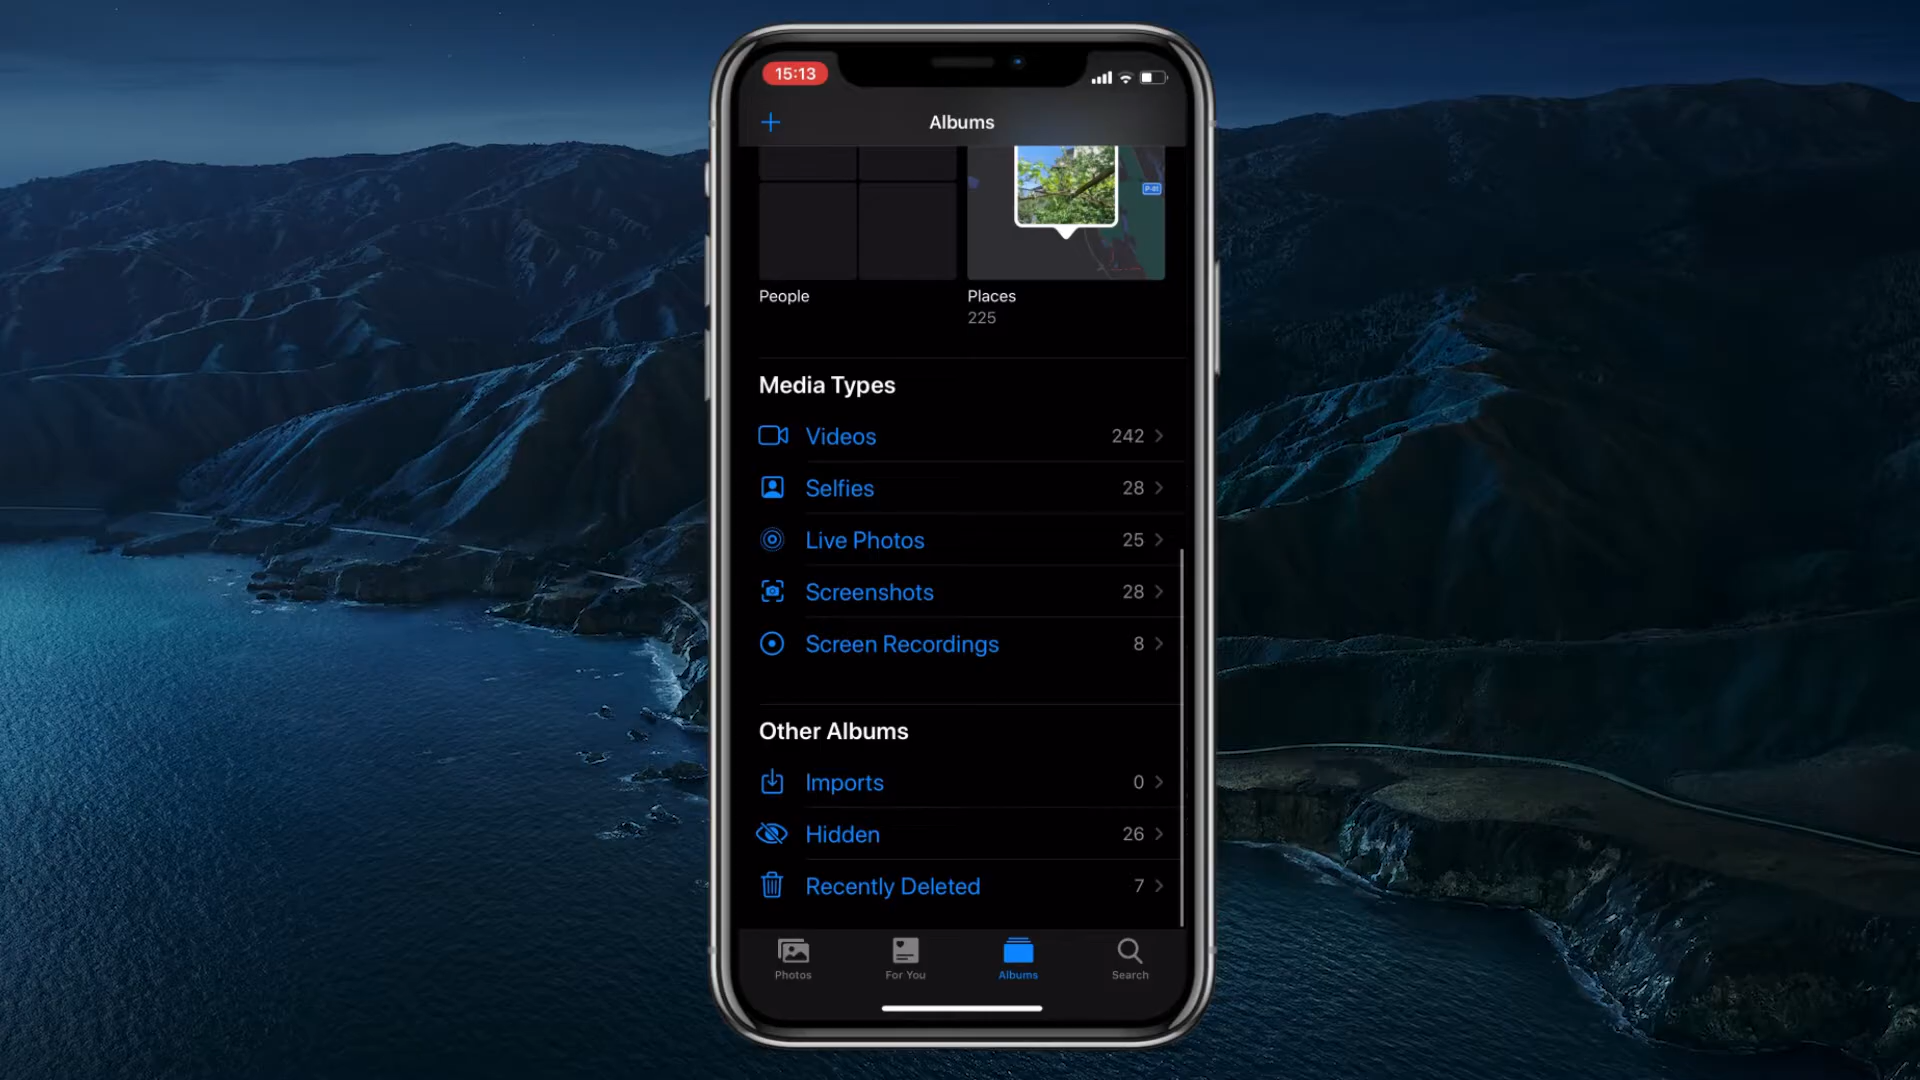 15:13
Albums
P-81
People
Places
225
Media Types
Videos 242
Selfies 28
Live Photos 25
Screenshots 28
Screen Recordings 8
Other Albums
Imports 0
Hidden 26
Recently Deleted 7
Photos For You Albums Search